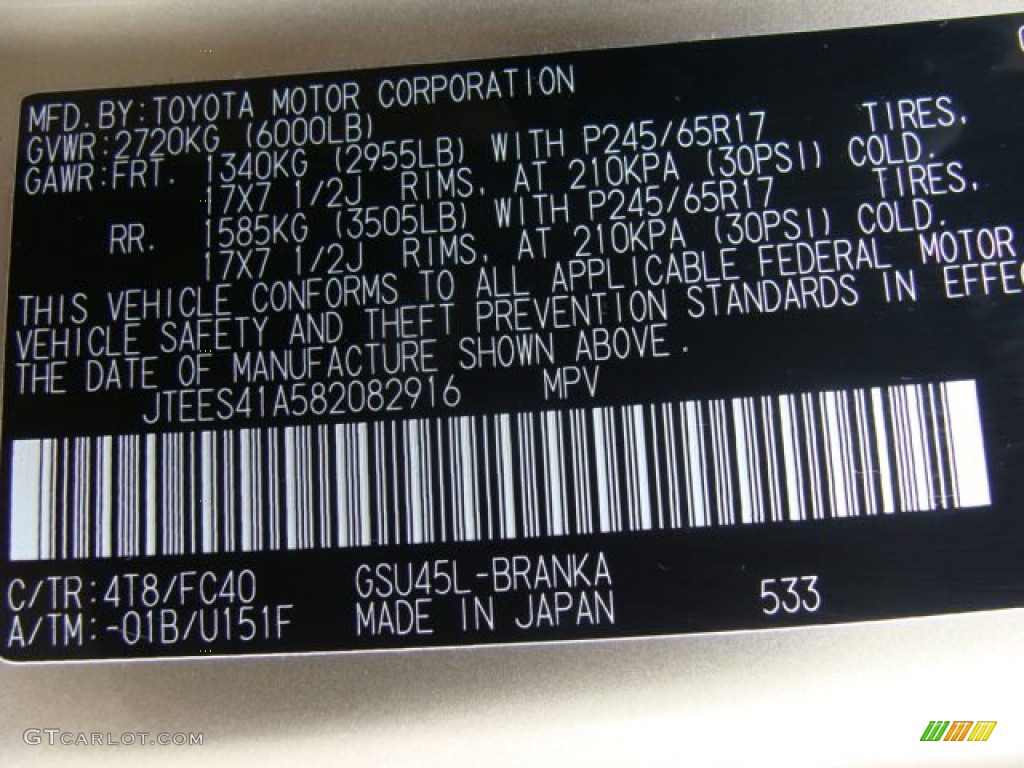 MFD. BY: TOYOTA MOTOR CORPORATION
GVWR: 2720KG (6000LB)
GAWR: FRT. 1340KG (2955LB) WITH P245/65R17 TIRES,
17X7 1/2J RIMS, AT 210KPA (30PSI) COLD.
RR. 1585KG (3505LB) WITH P245/65R17 TIRES,
17X7 1/2J RIMS, AT 210KPA (30PSI) COLD.
THIS VEHICLE CONFORMS TO ALL APPLICABLE FEDERAL MOTOR
VEHICLE SAFETY AND THEFT PREVENTION STANDARDS IN EFFEC
THE DATE OF MANUFACTURE SHOWN ABOVE.
JTEES41A582082916 MPV
C/TR: 4T8/FC40 GSU45L-BRANKA 533
A/TM: -01B/U151F MADE IN JAPAN
GTCARLOT.COM